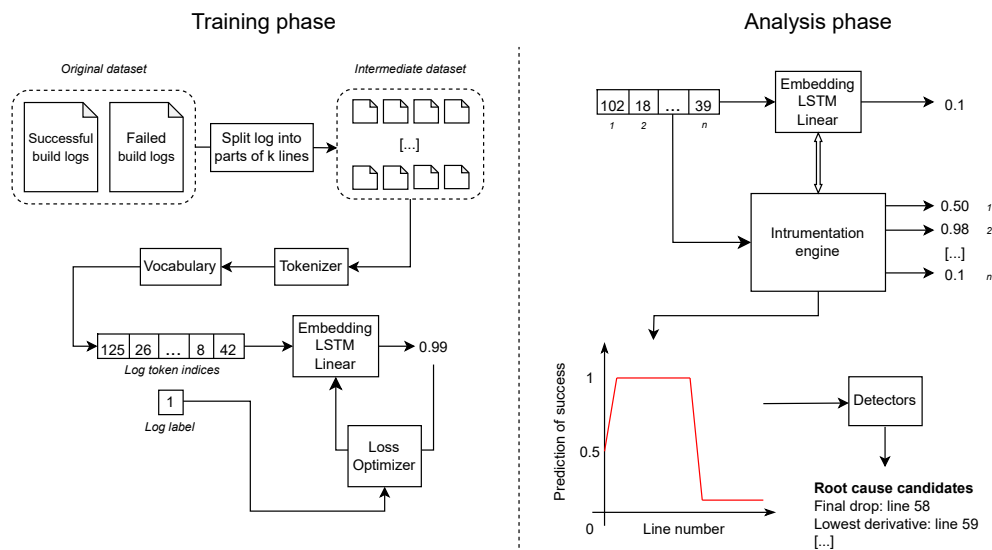 Training phase
Original dataset
Successful
build logs
Failed
build logs
Split log into
parts of k lines
Intermediate dataset
[...]
Vocabulary
Tokenizer
125 26 ... 8 42
Log token indices
Embedding
LSTM
Linear
0.99
1
Log label
Loss
Optimizer
Analysis phase
102 18 ... 39
1 2 n
Embedding
LSTM
Linear
0.1
Intrumentation
engine
0.50 1
0.98 2
[...]
0.1 n
Prediction of success
1
0.5
0
Line number
Detectors
Root cause candidates
Final drop: line 58
Lowest derivative: line 59
[...]